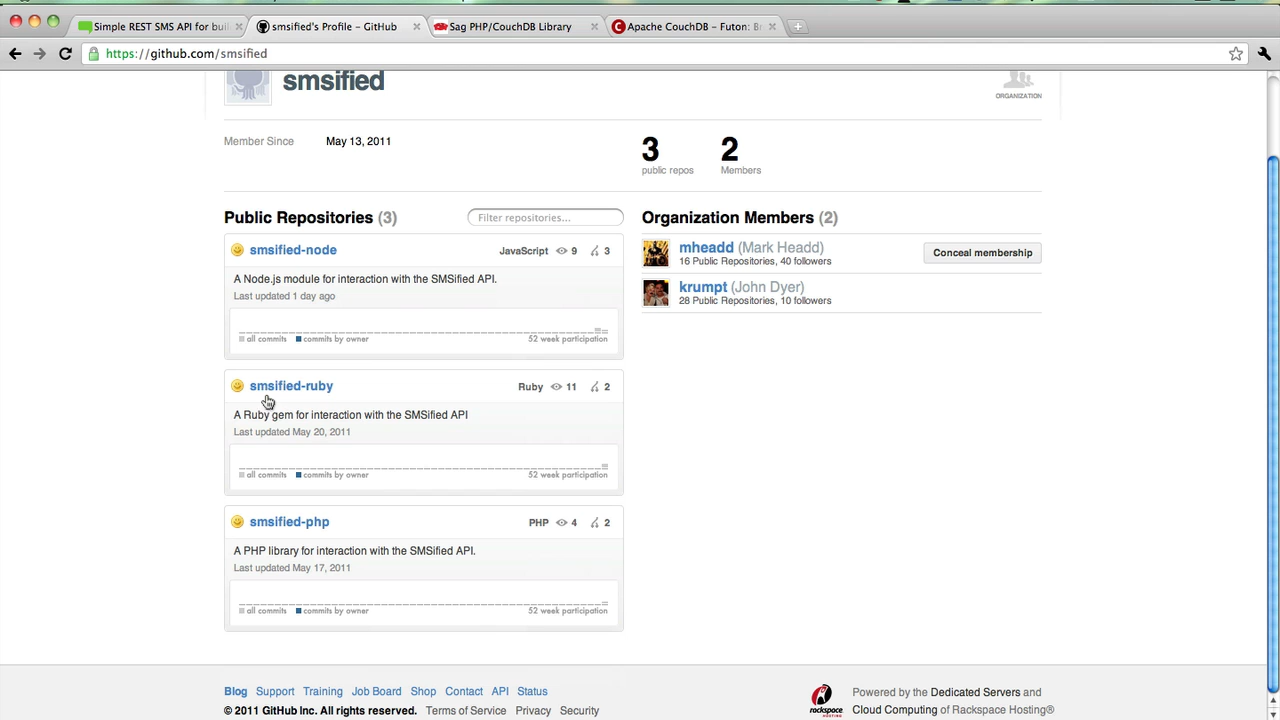 Simple REST SMS API for buil
smsified's Profile – GitHub
Sag PHP/CouchDB Library
Apache CouchDB – Futon: Br
https://github.com/smsified
smsified
ORGANIZATION
Member Since May 13, 2011
3 public repos
2 Members
Public Repositories (3)
Filter repositories...
smsified-node JavaScript 9 3
A Node.js module for interaction with the SMSified API.
Last updated 1 day ago
all commits commits by owner 52 week participation
smsified-ruby Ruby 11 2
A Ruby gem for interaction with the SMSified API
Last updated May 20, 2011
all commits commits by owner 52 week participation
smsified-php PHP 4 2
A PHP library for interaction with the SMSified API.
Last updated May 17, 2011
all commits commits by owner 52 week participation
Organization Members (2)
mheadd (Mark Headd)
16 Public Repositories, 40 followers
Conceal membership
krumpt (John Dyer)
28 Public Repositories, 10 followers
Blog Support Training Job Board Shop Contact API Status
© 2011 GitHub Inc. All rights reserved. Terms of Service Privacy Security
rackspace
HOSTING
Powered by the Dedicated Servers and
Cloud Computing of Rackspace Hosting®